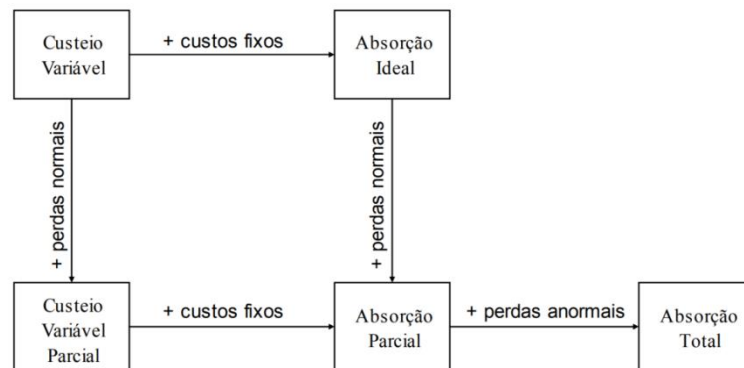 Custeio
Variável
+ custos fixos
Absorção
Ideal
+ perdas normais
+ perdas normais
Custeio
Variável
Parcial
+ custos fixos
Absorção
Parcial
+ perdas anormais
Absorção
Total